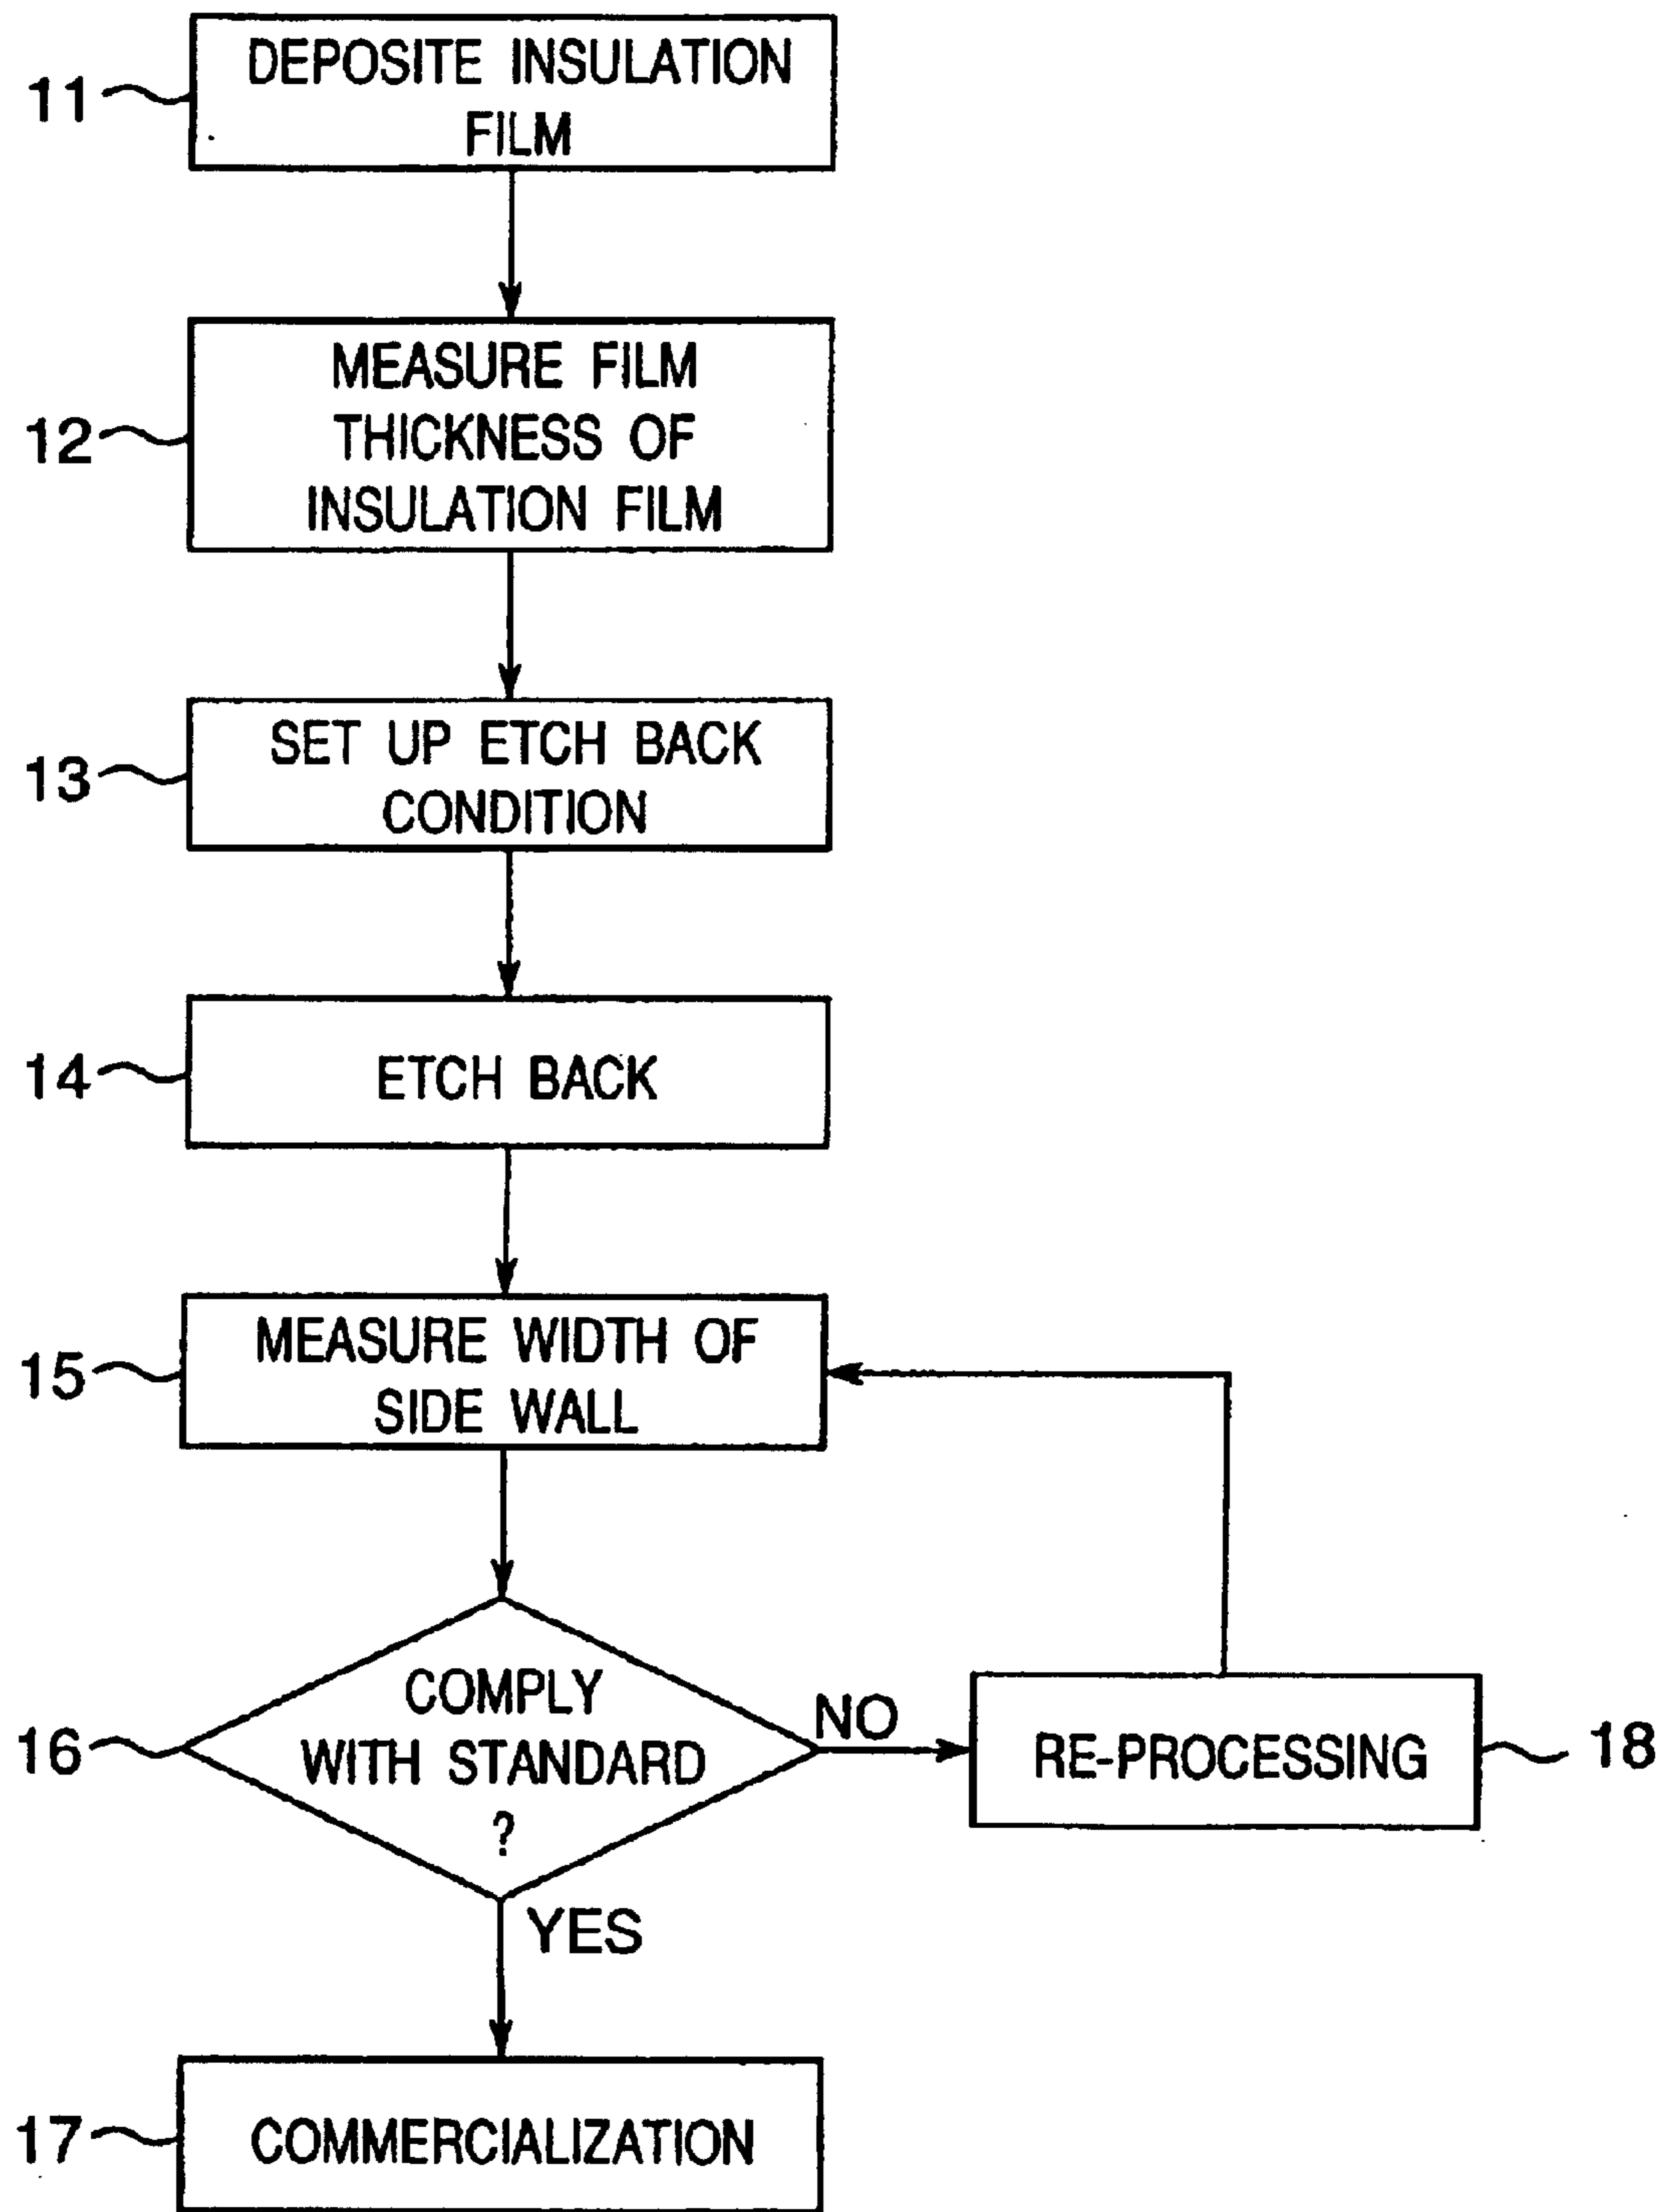 11
DEPOSITE INSULATION
FILM
12
MEASURE FILM
THICKNESS OF
INSULATION FILM
13
SET UP ETCH BACK
CONDITION
14
ETCH BACK
15
MEASURE WIDTH OF
SIDE WALL
16
COMPLY
WITH STANDARD
?
NO
RE-PROCESSING
18
YES
17
COMMERCIALIZATION